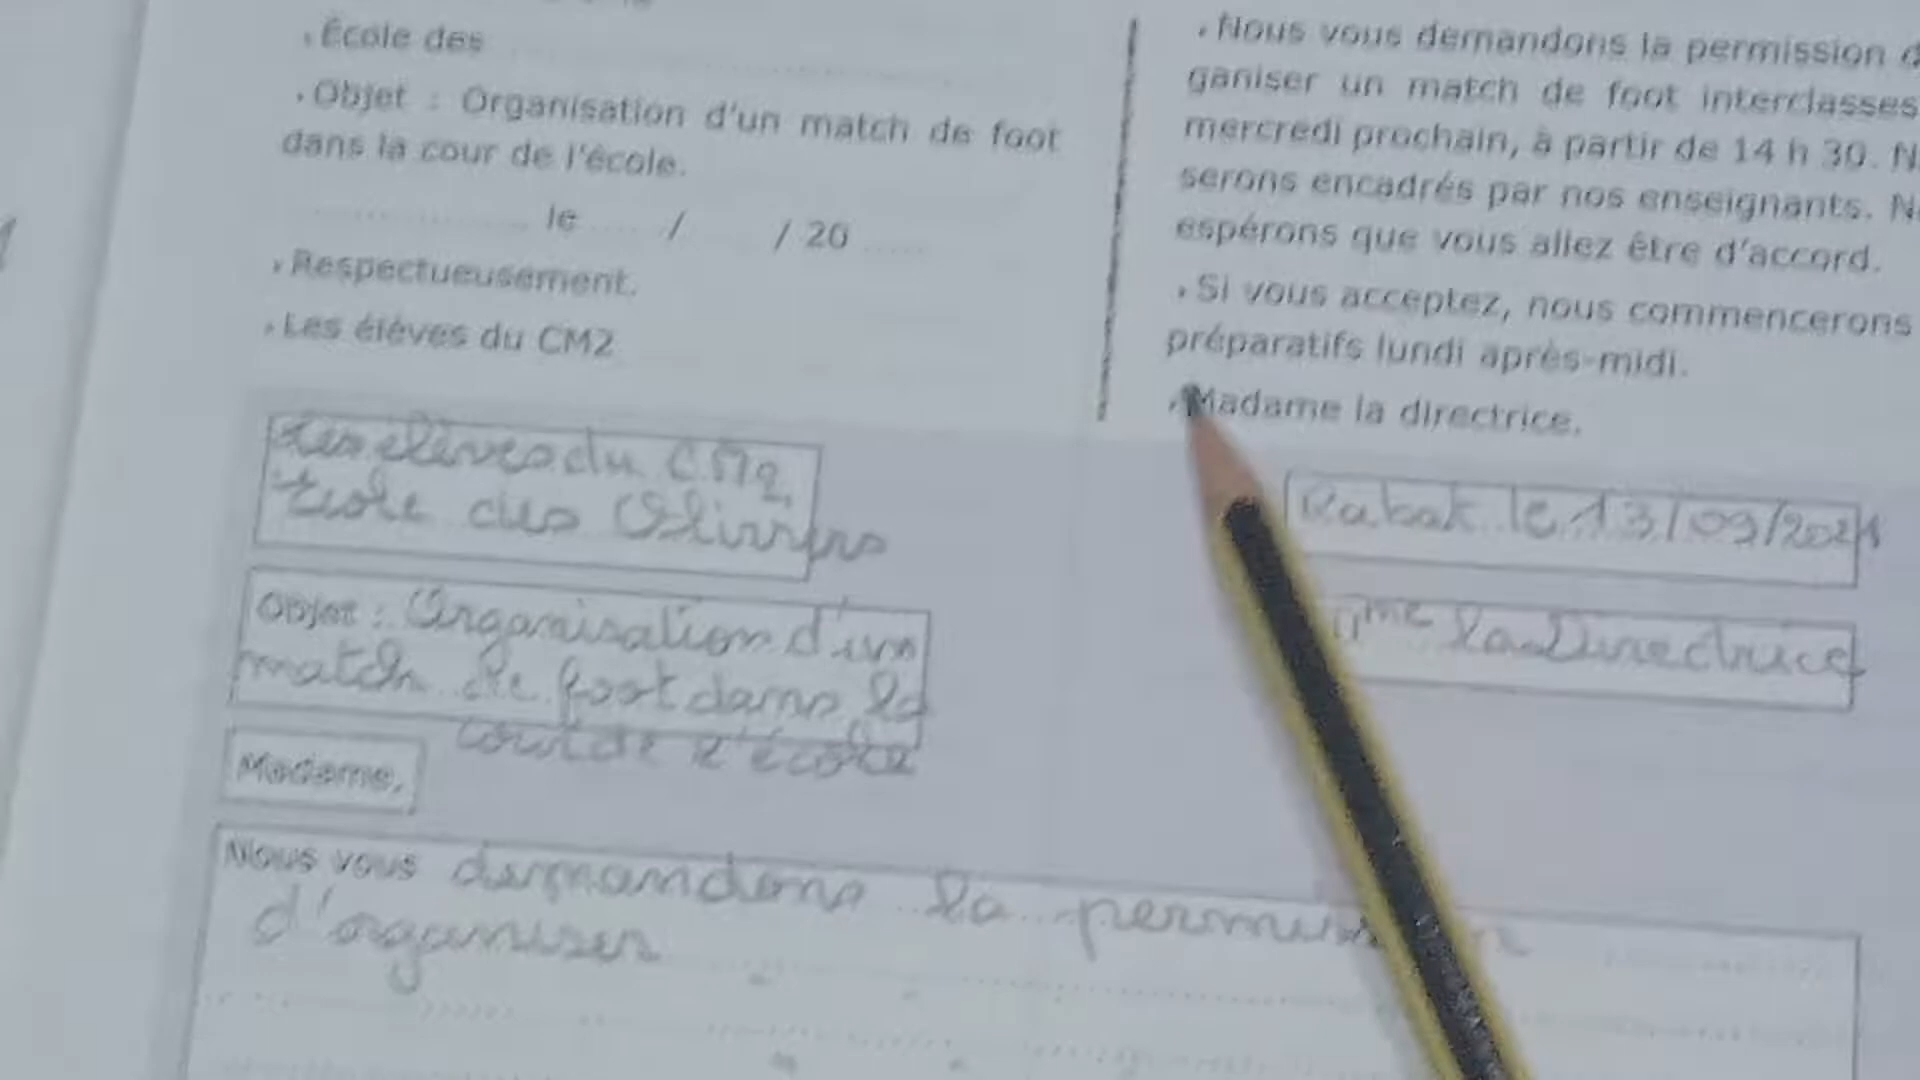 École des
Objet : Organisation d'un match de foot
dans la cour de l'école.
le / / 20
Respectueusement.
Les élèves du CM2
Nous vous demandons la permission
ganiser un match de foot interclasses
mercredi prochain, à partir de 14 h 30.
serons encadrés par nos enseignants.
espérons que vous allez être d'accord.
Si vous acceptez, nous commencerons
préparatifs lundi après-midi.
Madame la directrice.
Les élèves du CM2
École des Oliviers
Rabat le 13/09/2021
Objet : Organisation d'un
match de foot dans la
cour de l'école
Mme la Directrice
Madame,
Nous vous demandons la
d'organiser